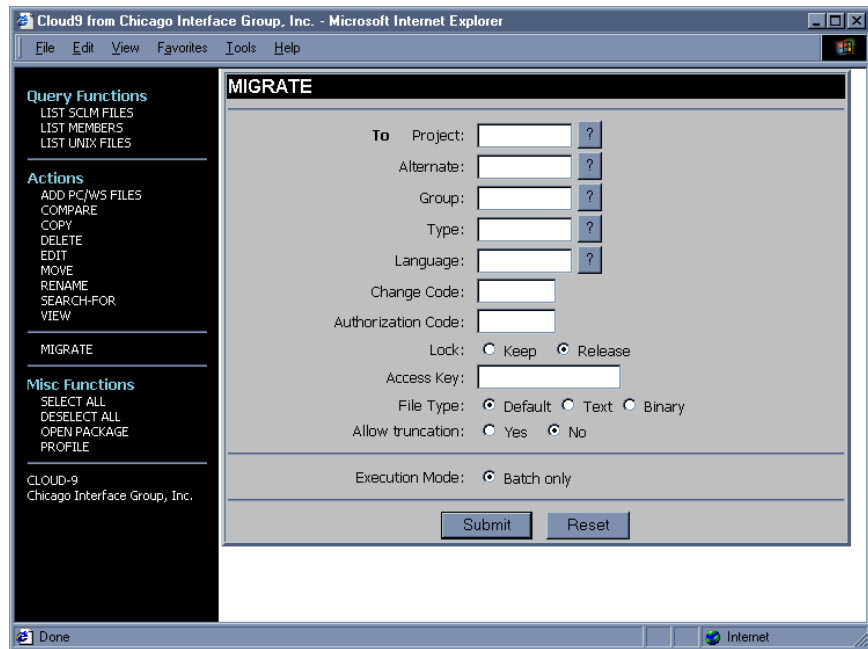 Cloud9 from Chicago Interface Group, Inc. - Microsoft Internet Explorer
File Edit View Favorites Tools Help
Query Functions
LIST SCLM FILES
LIST MEMBERS
LIST UNIX FILES
Actions
ADD PC/WS FILES
COMPARE
COPY
DELETE
EDIT
MOVE
RENAME
SEARCH-FOR
VIEW
MIGRATE
Misc Functions
SELECT ALL
DESELECT ALL
OPEN PACKAGE
PROFILE
CLOUD-9
Chicago Interface Group, Inc.
MIGRATE
To Project: ?
Alternate: ?
Group: ?
Type: ?
Language: ?
Change Code:
Authorization Code:
Lock: Keep Release
Access Key:
File Type: Default Text Binary
Allow truncation: Yes No
Execution Mode: Batch only
Submit Reset
Done Internet